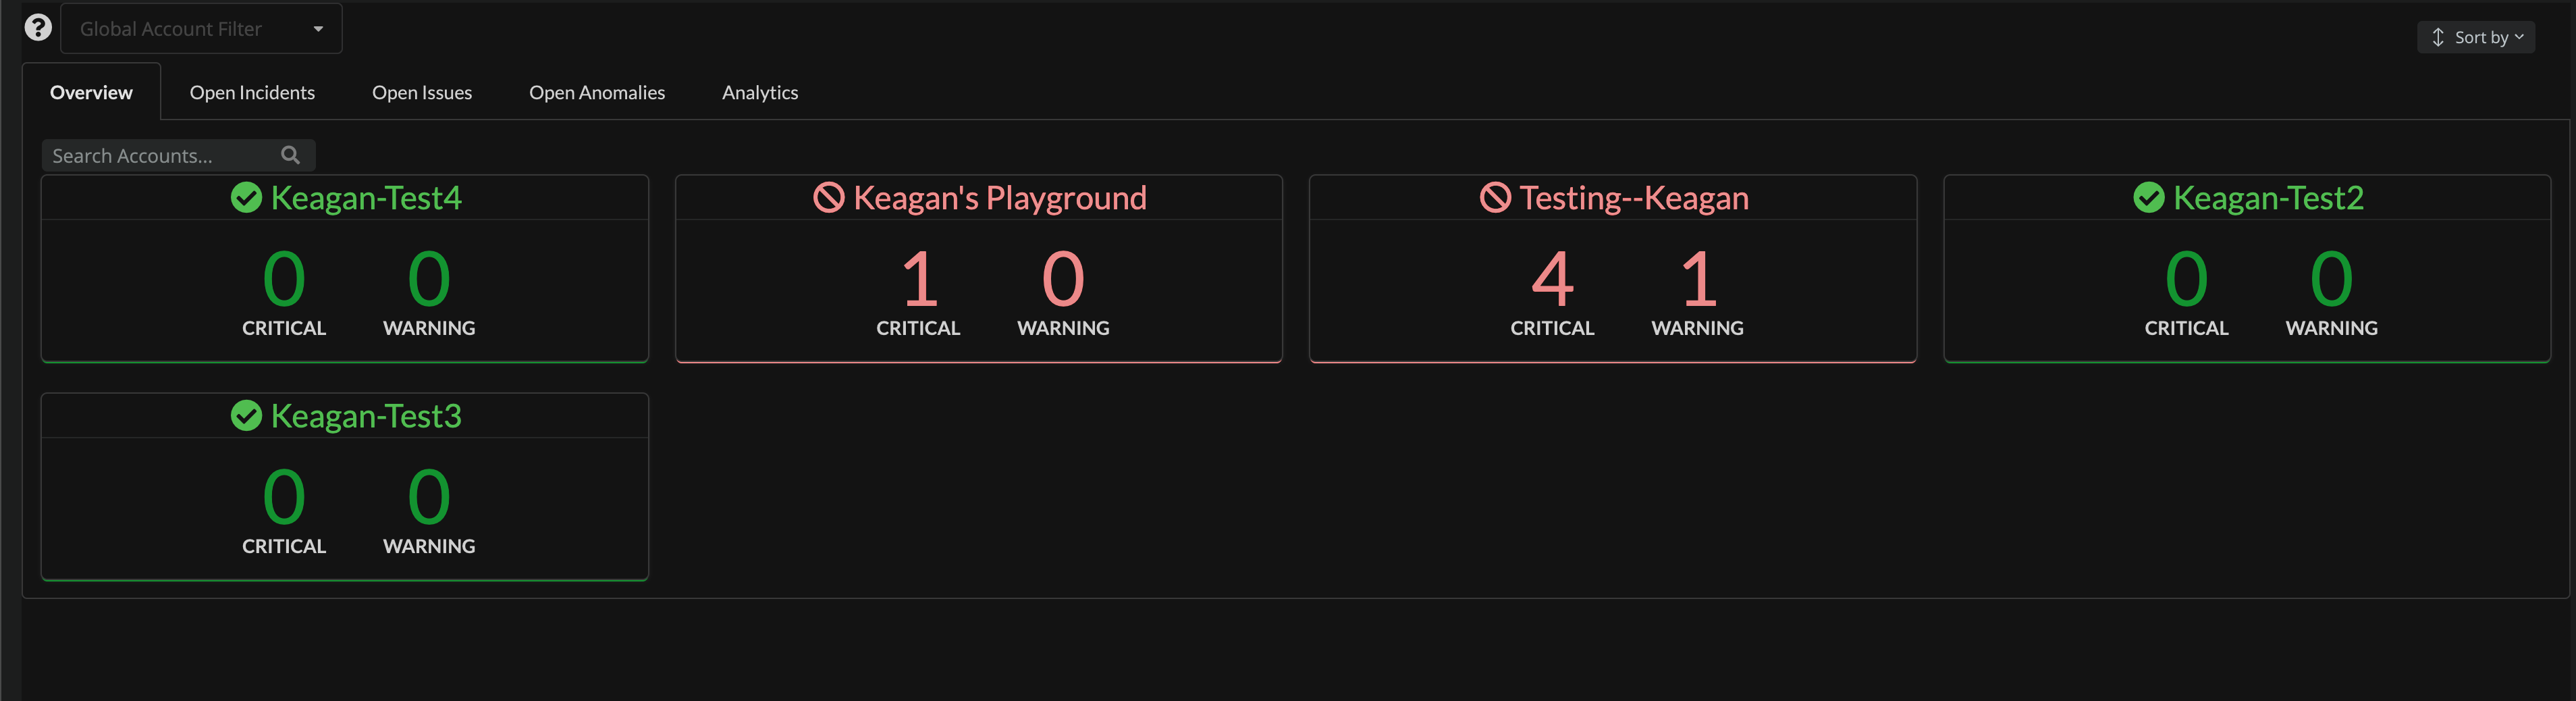 Global Account Filter
Sort by
Overview Open Incidents Open Issues Open Anomalies Analytics
Search Accounts...
Keagan-Test4
0 0
CRITICAL WARNING
Keagan's Playground
1 0
CRITICAL WARNING
Testing--Keagan
4 1
CRITICAL WARNING
Keagan-Test2
0 0
CRITICAL WARNING
Keagan-Test3
0 0
CRITICAL WARNING